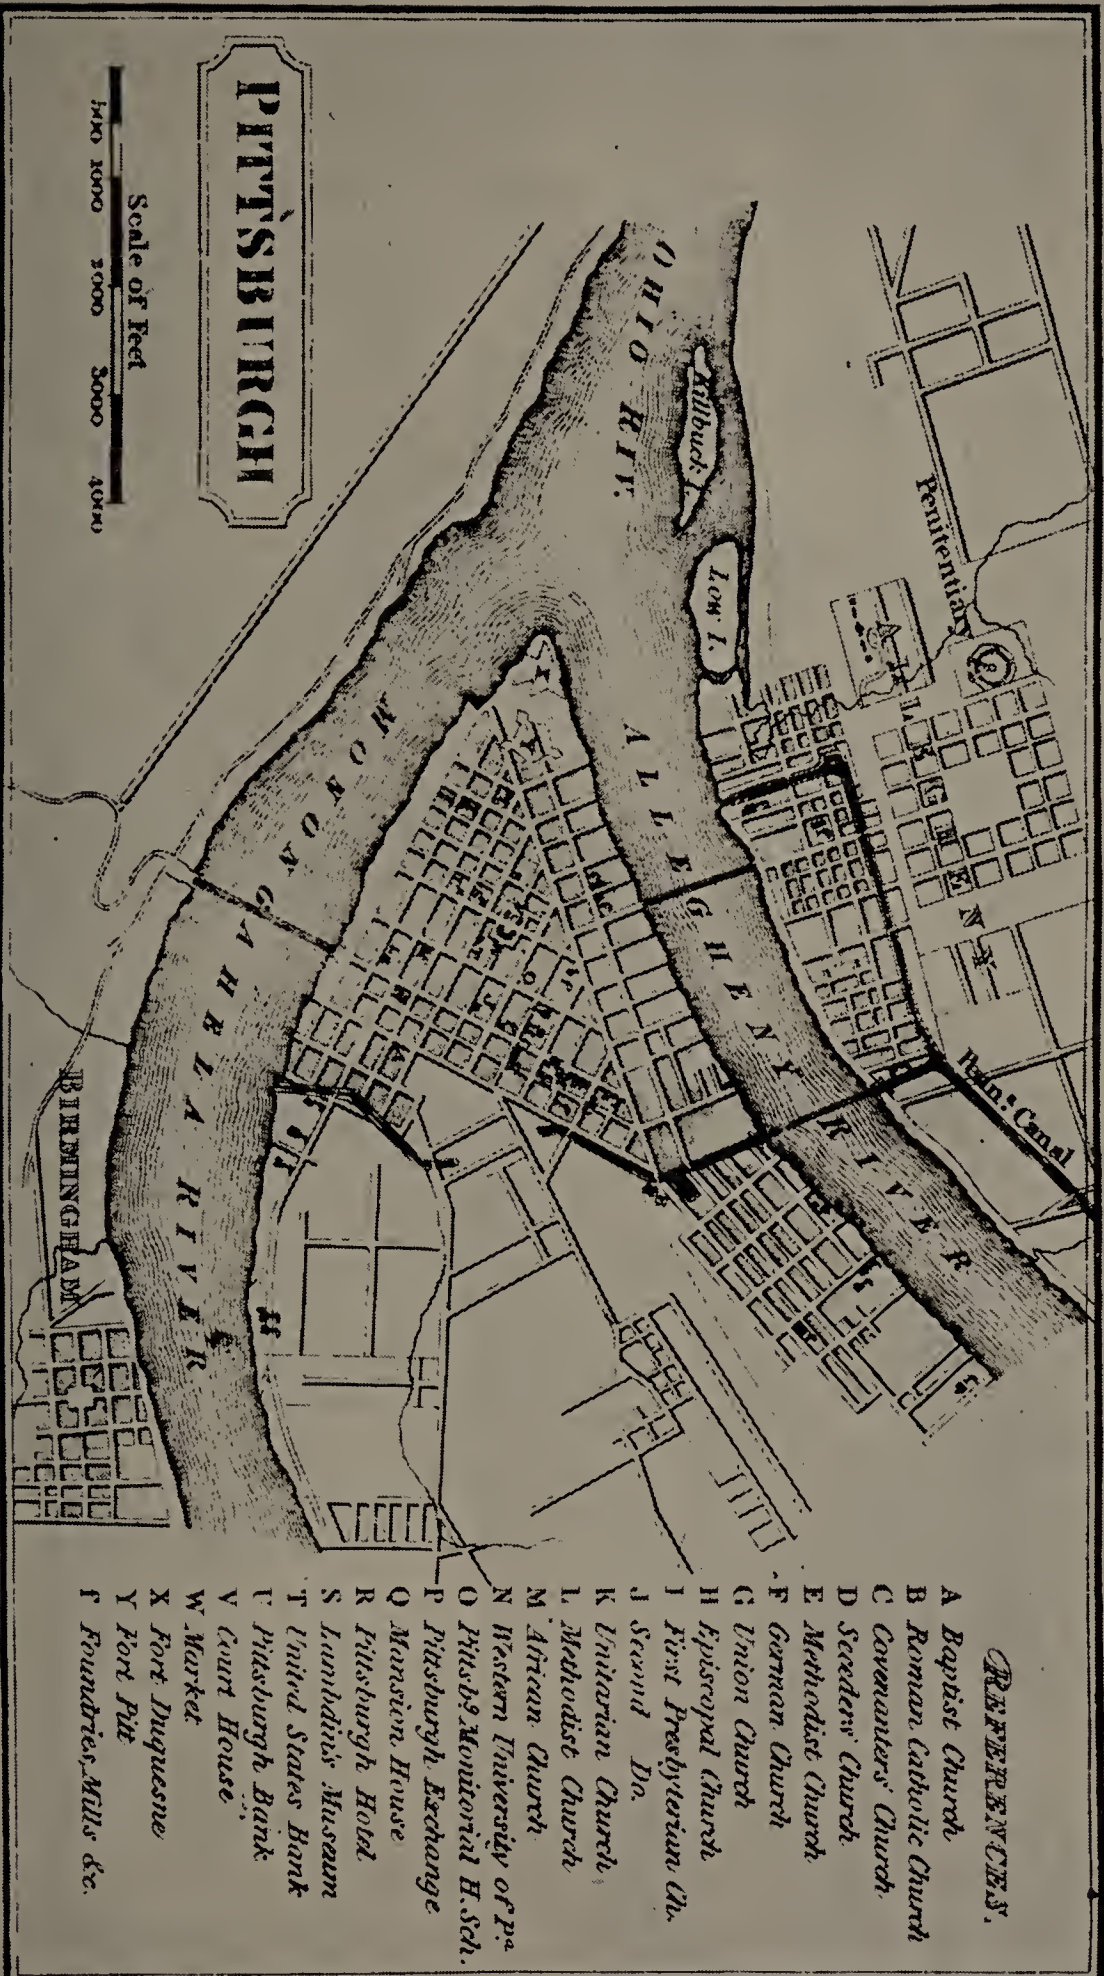 PITTSBURGH
Scale of Feet
500 1000 2000 3000 4000
OHIO RIV.
Killbuck I.
Low I.
Penitentiary
ALLEGHENY
ALLEGHENY RIVER
MONONGAHELA RIVER
Penn.ª Canal
BIRMINGHAM
REFERENCES.
A Baptist Church
B Roman Catholic Church
C Covenanters' Church
D Seceders' Church
E Methodist Church
F German Church
G Union Church
H Episcopal Church
I First Presbyterian Ch.
J Second Do.
K Unitarian Church
L Methodist Church
M African Church
N Western University of Pª
O Pittsbg Monitorial H. Sch.
P Pittsburgh Exchange
Q Mansion House
R Pittsburgh Hotel
S Lambdin's Museum
T United States Bank
U Pittsburgh Bank
V Court House
W Market
X Fort Duquesne
Y Fort Pitt
f Foundries, Mills &c.